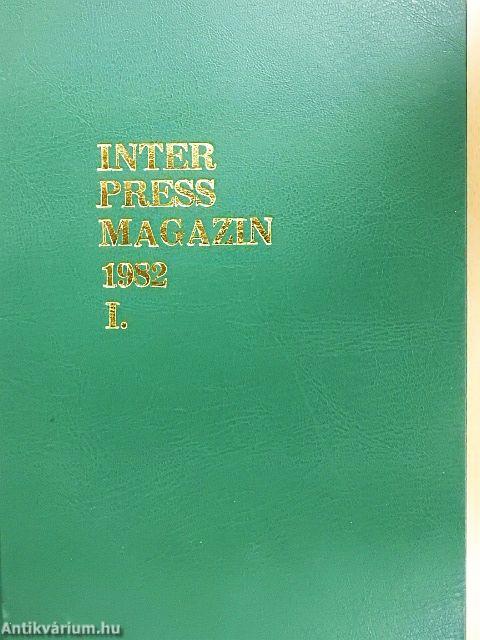 INTER
PRESS
MAGAZIN
1982
I.
Antikvárium.hu